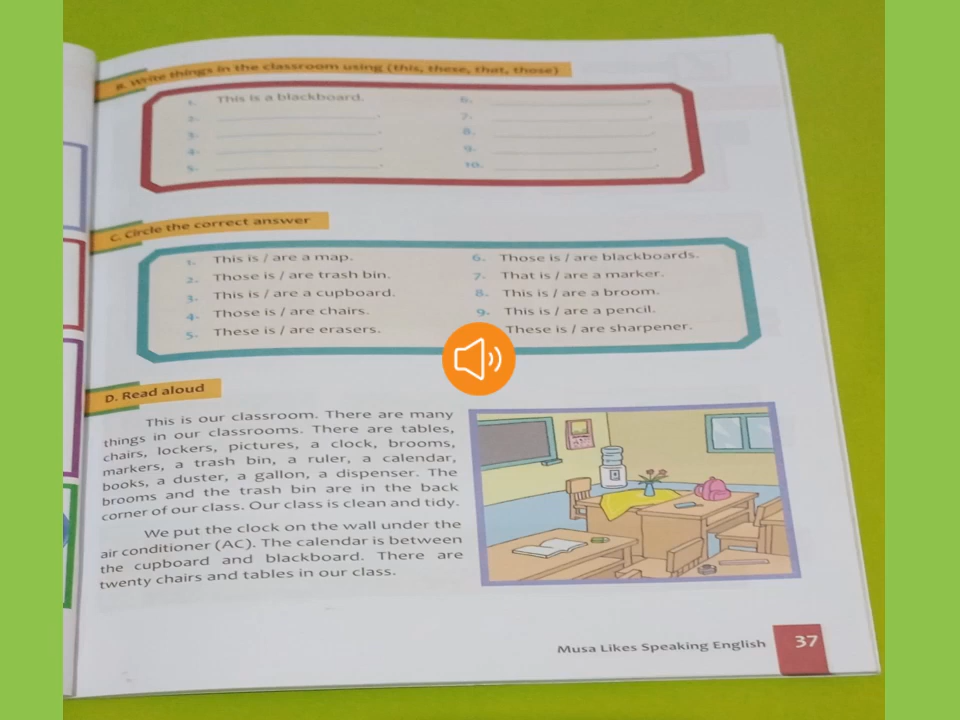 B. Write things in the classroom using (this, these, that, those)
1. This is a blackboard.
2.
3.
4.
5.
6.
7.
8.
9.
10.
C. Circle the correct answer
1. This is / are a map.
2. Those is / are trash bin.
3. This is / are a cupboard.
4. Those is / are chairs.
5. These is / are erasers.
6. Those is / are blackboards.
7. That is / are a marker.
8. This is / are a broom.
9. This is / are a pencil.
These is / are sharpener.
D. Read aloud
This is our classroom. There are many
things in our classrooms. There are tables,
chairs, lockers, pictures, a clock, brooms,
markers, a trash bin, a ruler, a calendar,
books, a duster, a gallon, a dispenser. The
brooms and the trash bin are in the back
corner of our class. Our class is clean and tidy.
We put the clock on the wall under the
air conditioner (AC). The calendar is between
the cupboard and blackboard. There are
twenty chairs and tables in our class.
Musa Likes Speaking English 37